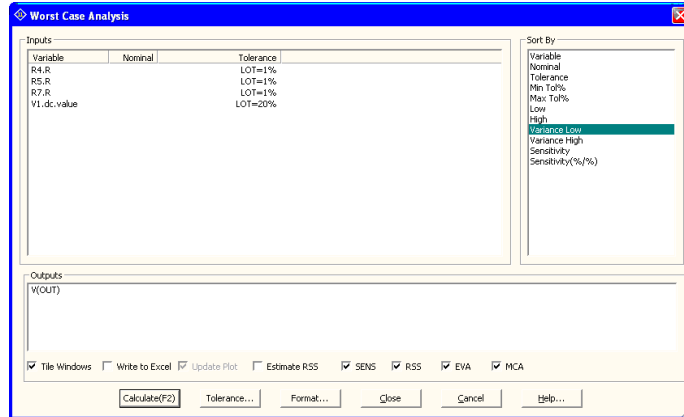 Worst Case Analysis
Inputs
Variable Nominal Tolerance
R4.R LOT=1%
R5.R LOT=1%
R7.R LOT=1%
V1.dc.value LOT=20%
Sort By
Variable
Nominal
Tolerance
Min Tol%
Max Tol%
Low
High
Variance Low
Variance High
Sensitivity
Sensitivity(%/%)
Outputs
V(OUT)
Tile Windows Write to Excel Update Plot Estimate RSS SENS RSS EVA MCA
Calculate(F2) Tolerance... Format... Close Cancel Help...